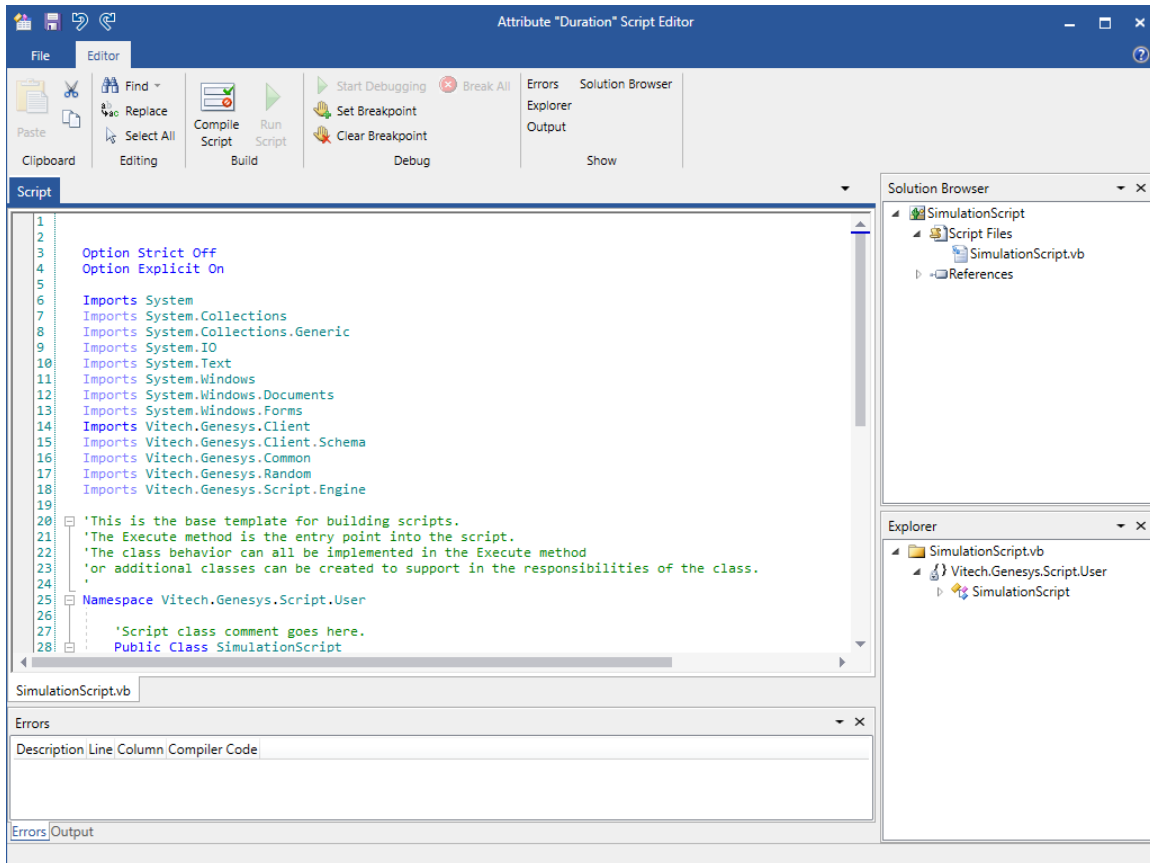 Attribute "Duration" Script Editor
File Editor
Paste
Find
Replace
Select All
Compile Script
Run Script
Start Debugging Break All
Set Breakpoint
Clear Breakpoint
Errors Solution Browser
Explorer
Output
Clipboard Editing Build Debug Show
Script
1
2
3 Option Strict Off
4 Option Explicit On
5
6 Imports System
7 Imports System.Collections
8 Imports System.Collections.Generic
9 Imports System.IO
10 Imports System.Text
11 Imports System.Windows
12 Imports System.Windows.Documents
13 Imports System.Windows.Forms
14 Imports Vitech.Genesys.Client
15 Imports Vitech.Genesys.Client.Schema
16 Imports Vitech.Genesys.Common
17 Imports Vitech.Genesys.Random
18 Imports Vitech.Genesys.Script.Engine
19
20 'This is the base template for building scripts.
21 'The Execute method is the entry point into the script.
22 'The class behavior can all be implemented in the Execute method
23 'or additional classes can be created to support in the responsibilities of the class.
24 '
25 Namespace Vitech.Genesys.Script.User
26
27 'Script class comment goes here.
28 Public Class SimulationScript
SimulationScript.vb
Errors
Description Line Column Compiler Code
Errors Output
Solution Browser
SimulationScript
Script Files
SimulationScript.vb
References
Explorer
SimulationScript.vb
Vitech.Genesys.Script.User
SimulationScript